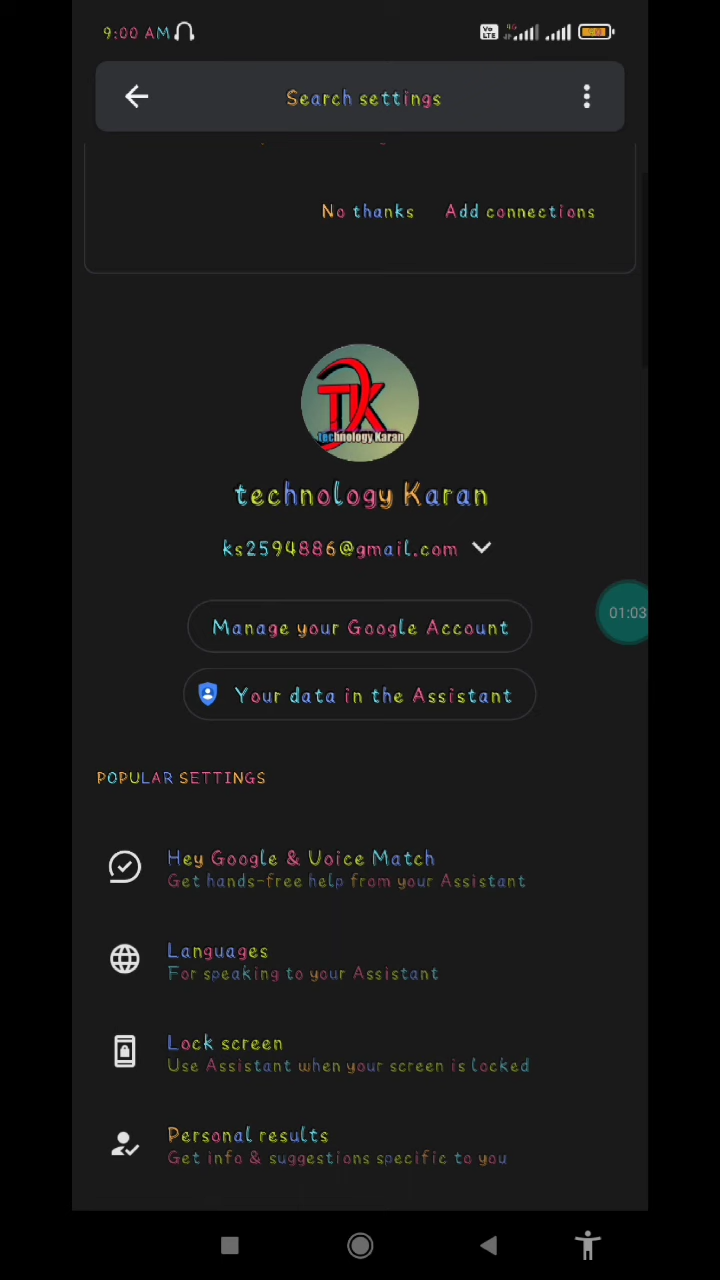 9:00 AM
Vo LTE 4G
Search settings
No thanks Add connections
TK
technology Karan
technology Karan
ks2594886@gmail.com
Manage your Google Account
01:03
Your data in the Assistant
POPULAR SETTINGS
Hey Google & Voice Match
Get hands-free help from your Assistant
Languages
For speaking to your Assistant
Lock screen
Use Assistant when your screen is locked
Personal results
Get info & suggestions specific to you